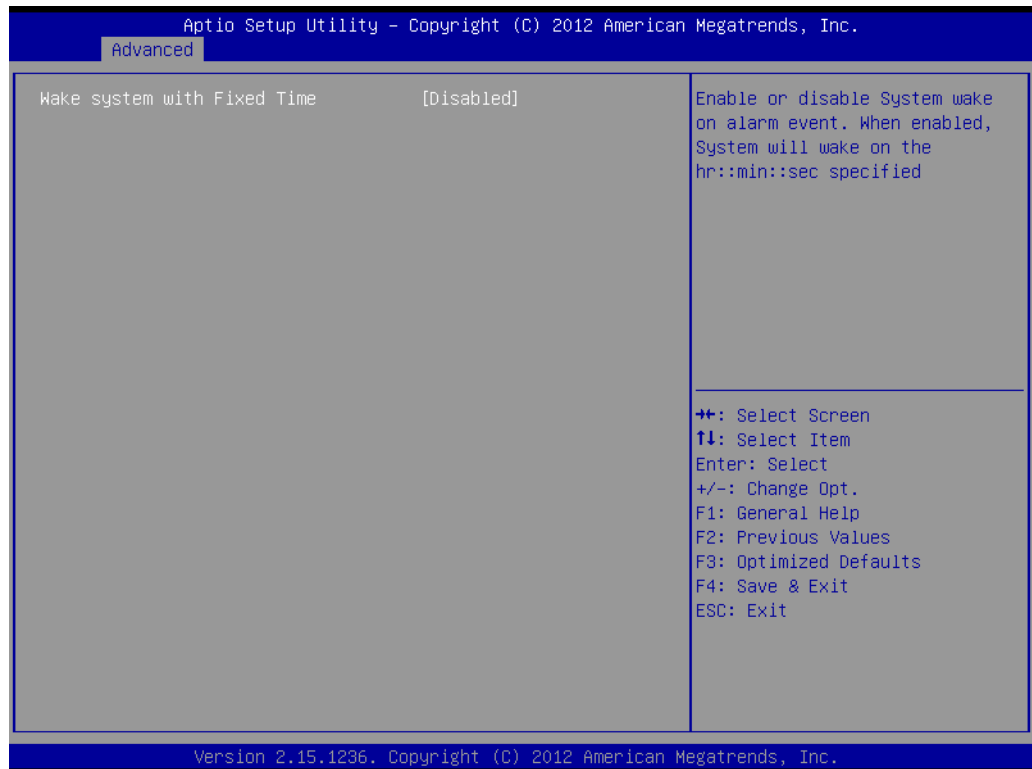 Aptio Setup Utility – Copyright (C) 2012 American Megatrends, Inc.
Advanced
Wake system with Fixed Time [Disabled]
Enable or disable System wake
on alarm event. When enabled,
System will wake on the
hr::min::sec specified
→←: Select Screen
↑↓: Select Item
Enter: Select
+/-: Change Opt.
F1: General Help
F2: Previous Values
F3: Optimized Defaults
F4: Save & Exit
ESC: Exit
Version 2.15.1236. Copyright (C) 2012 American Megatrends, Inc.